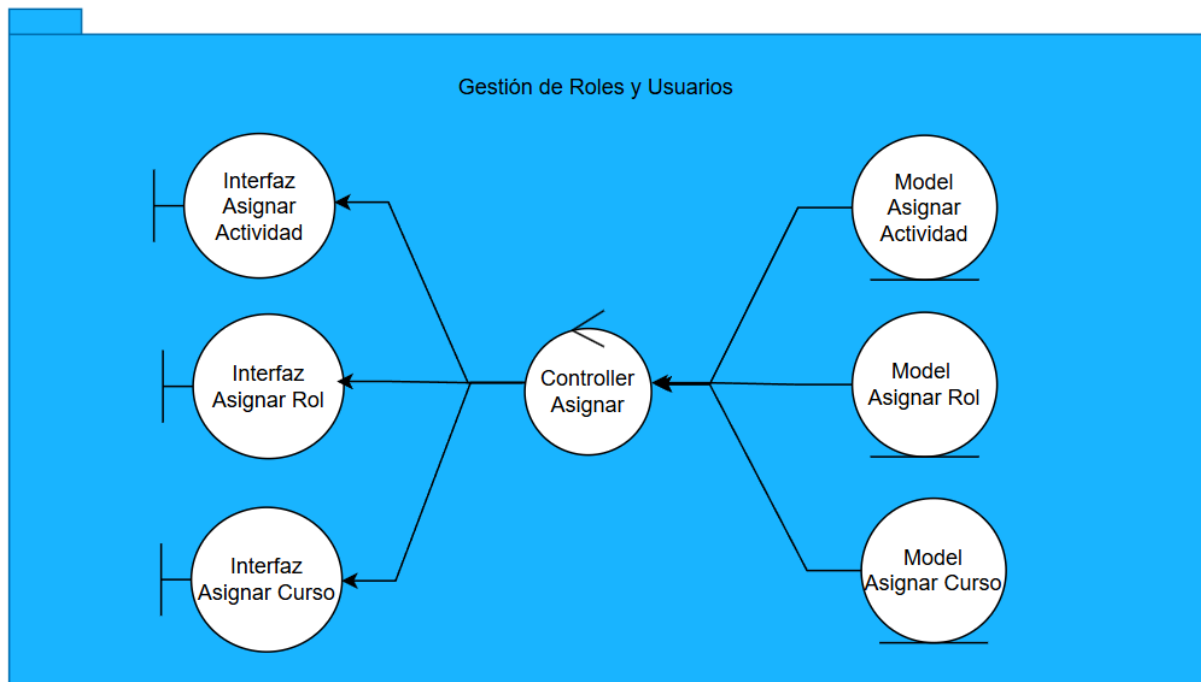 Gestión de Roles y Usuarios
Interfaz
Asignar
Actividad
Model
Asignar
Actividad
Interfaz
Asignar Rol
Controller
Asignar
Model
Asignar Rol
Interfaz
Asignar Curso
Model
Asignar Curso